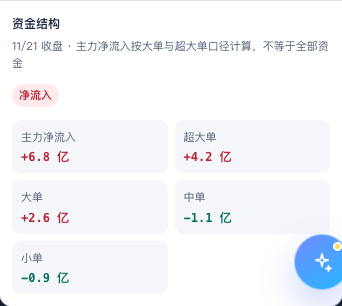 资金结构
11/21 收盘 · 主力净流入按大单与超大单口径计算，不等于全部资
金
净流入
主力净流入
+6.8 亿
超大单
+4.2 亿
大单
+2.6 亿
中单
−1.1 亿
小单
−0.9 亿